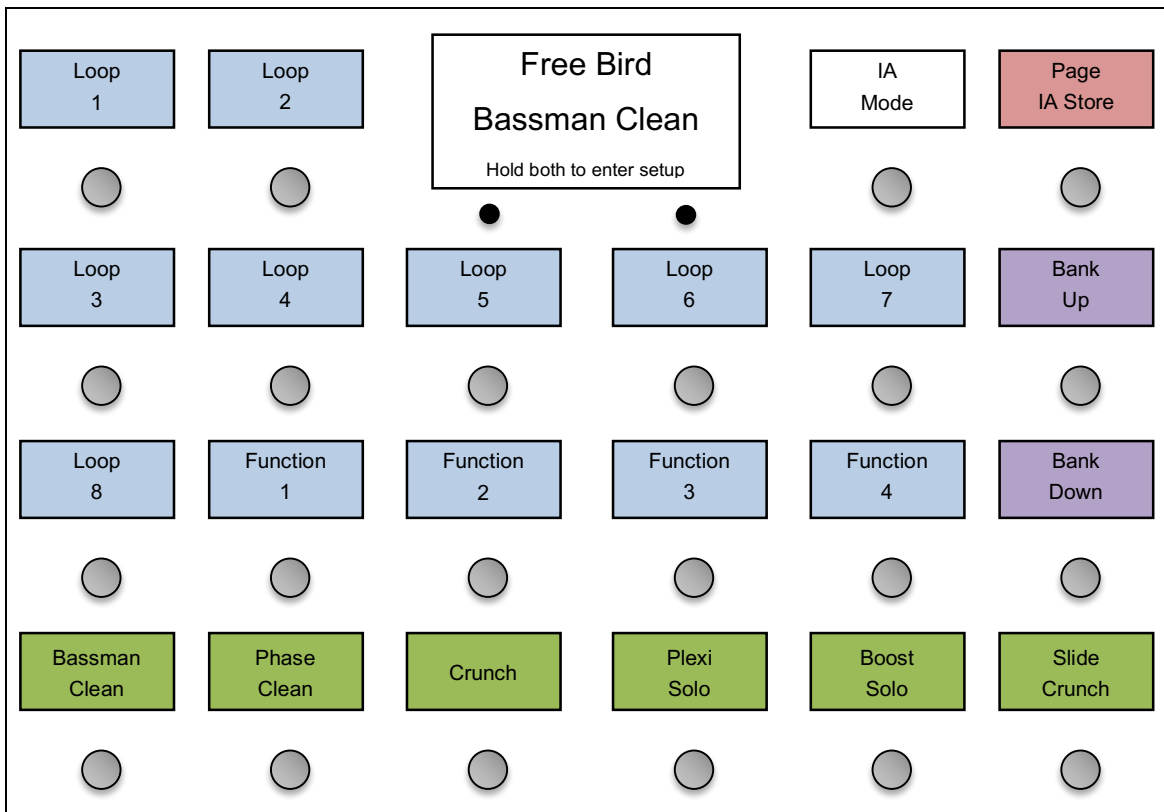 Loop
1
Loop
2
Free Bird
Bassman Clean
Hold both to enter setup
IA
Mode
Page
IA Store
Loop
3
Loop
4
Loop
5
Loop
6
Loop
7
Bank
Up
Loop
8
Function
1
Function
2
Function
3
Function
4
Bank
Down
Bassman
Clean
Phase
Clean
Crunch
Plexi
Solo
Boost
Solo
Slide
Crunch